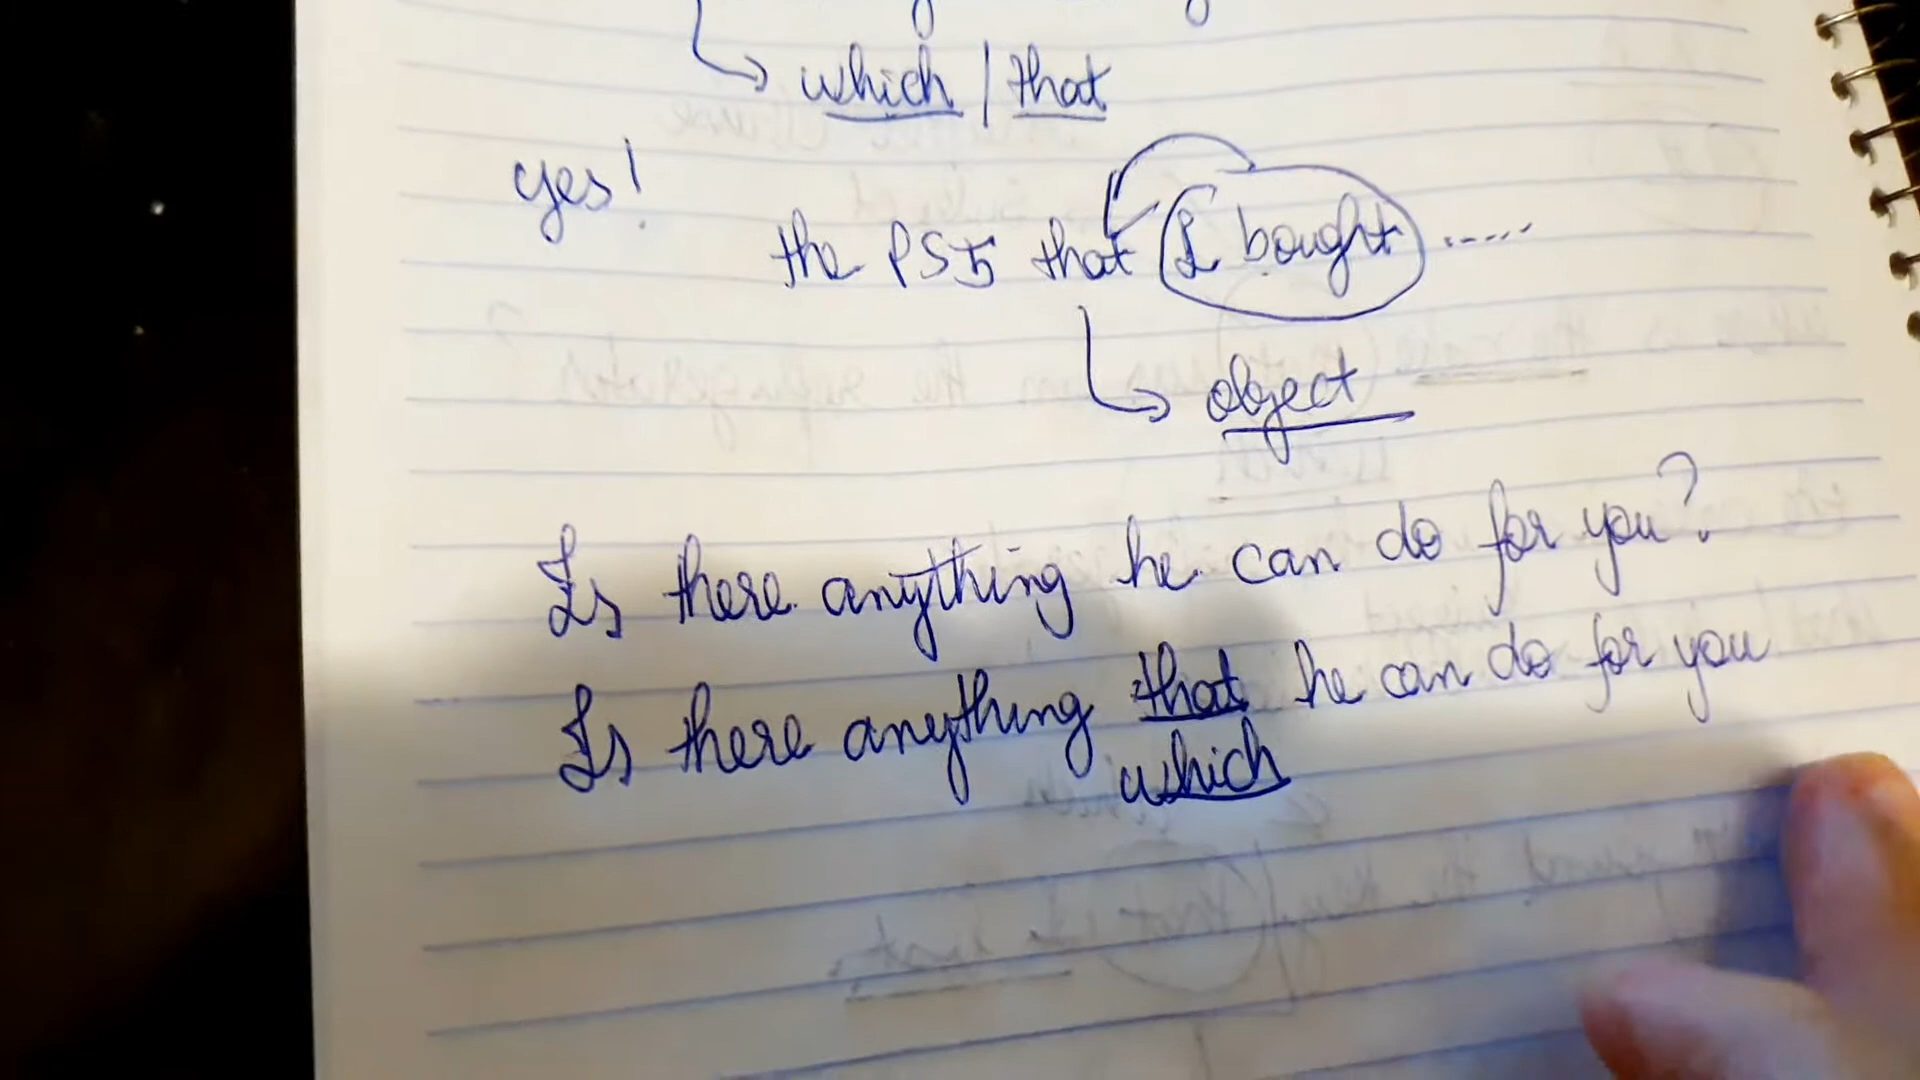 which / that
yes!
the PS5 that I bought .....
object
Is there anything he can do for you?
Is there anything that he can do for you
which